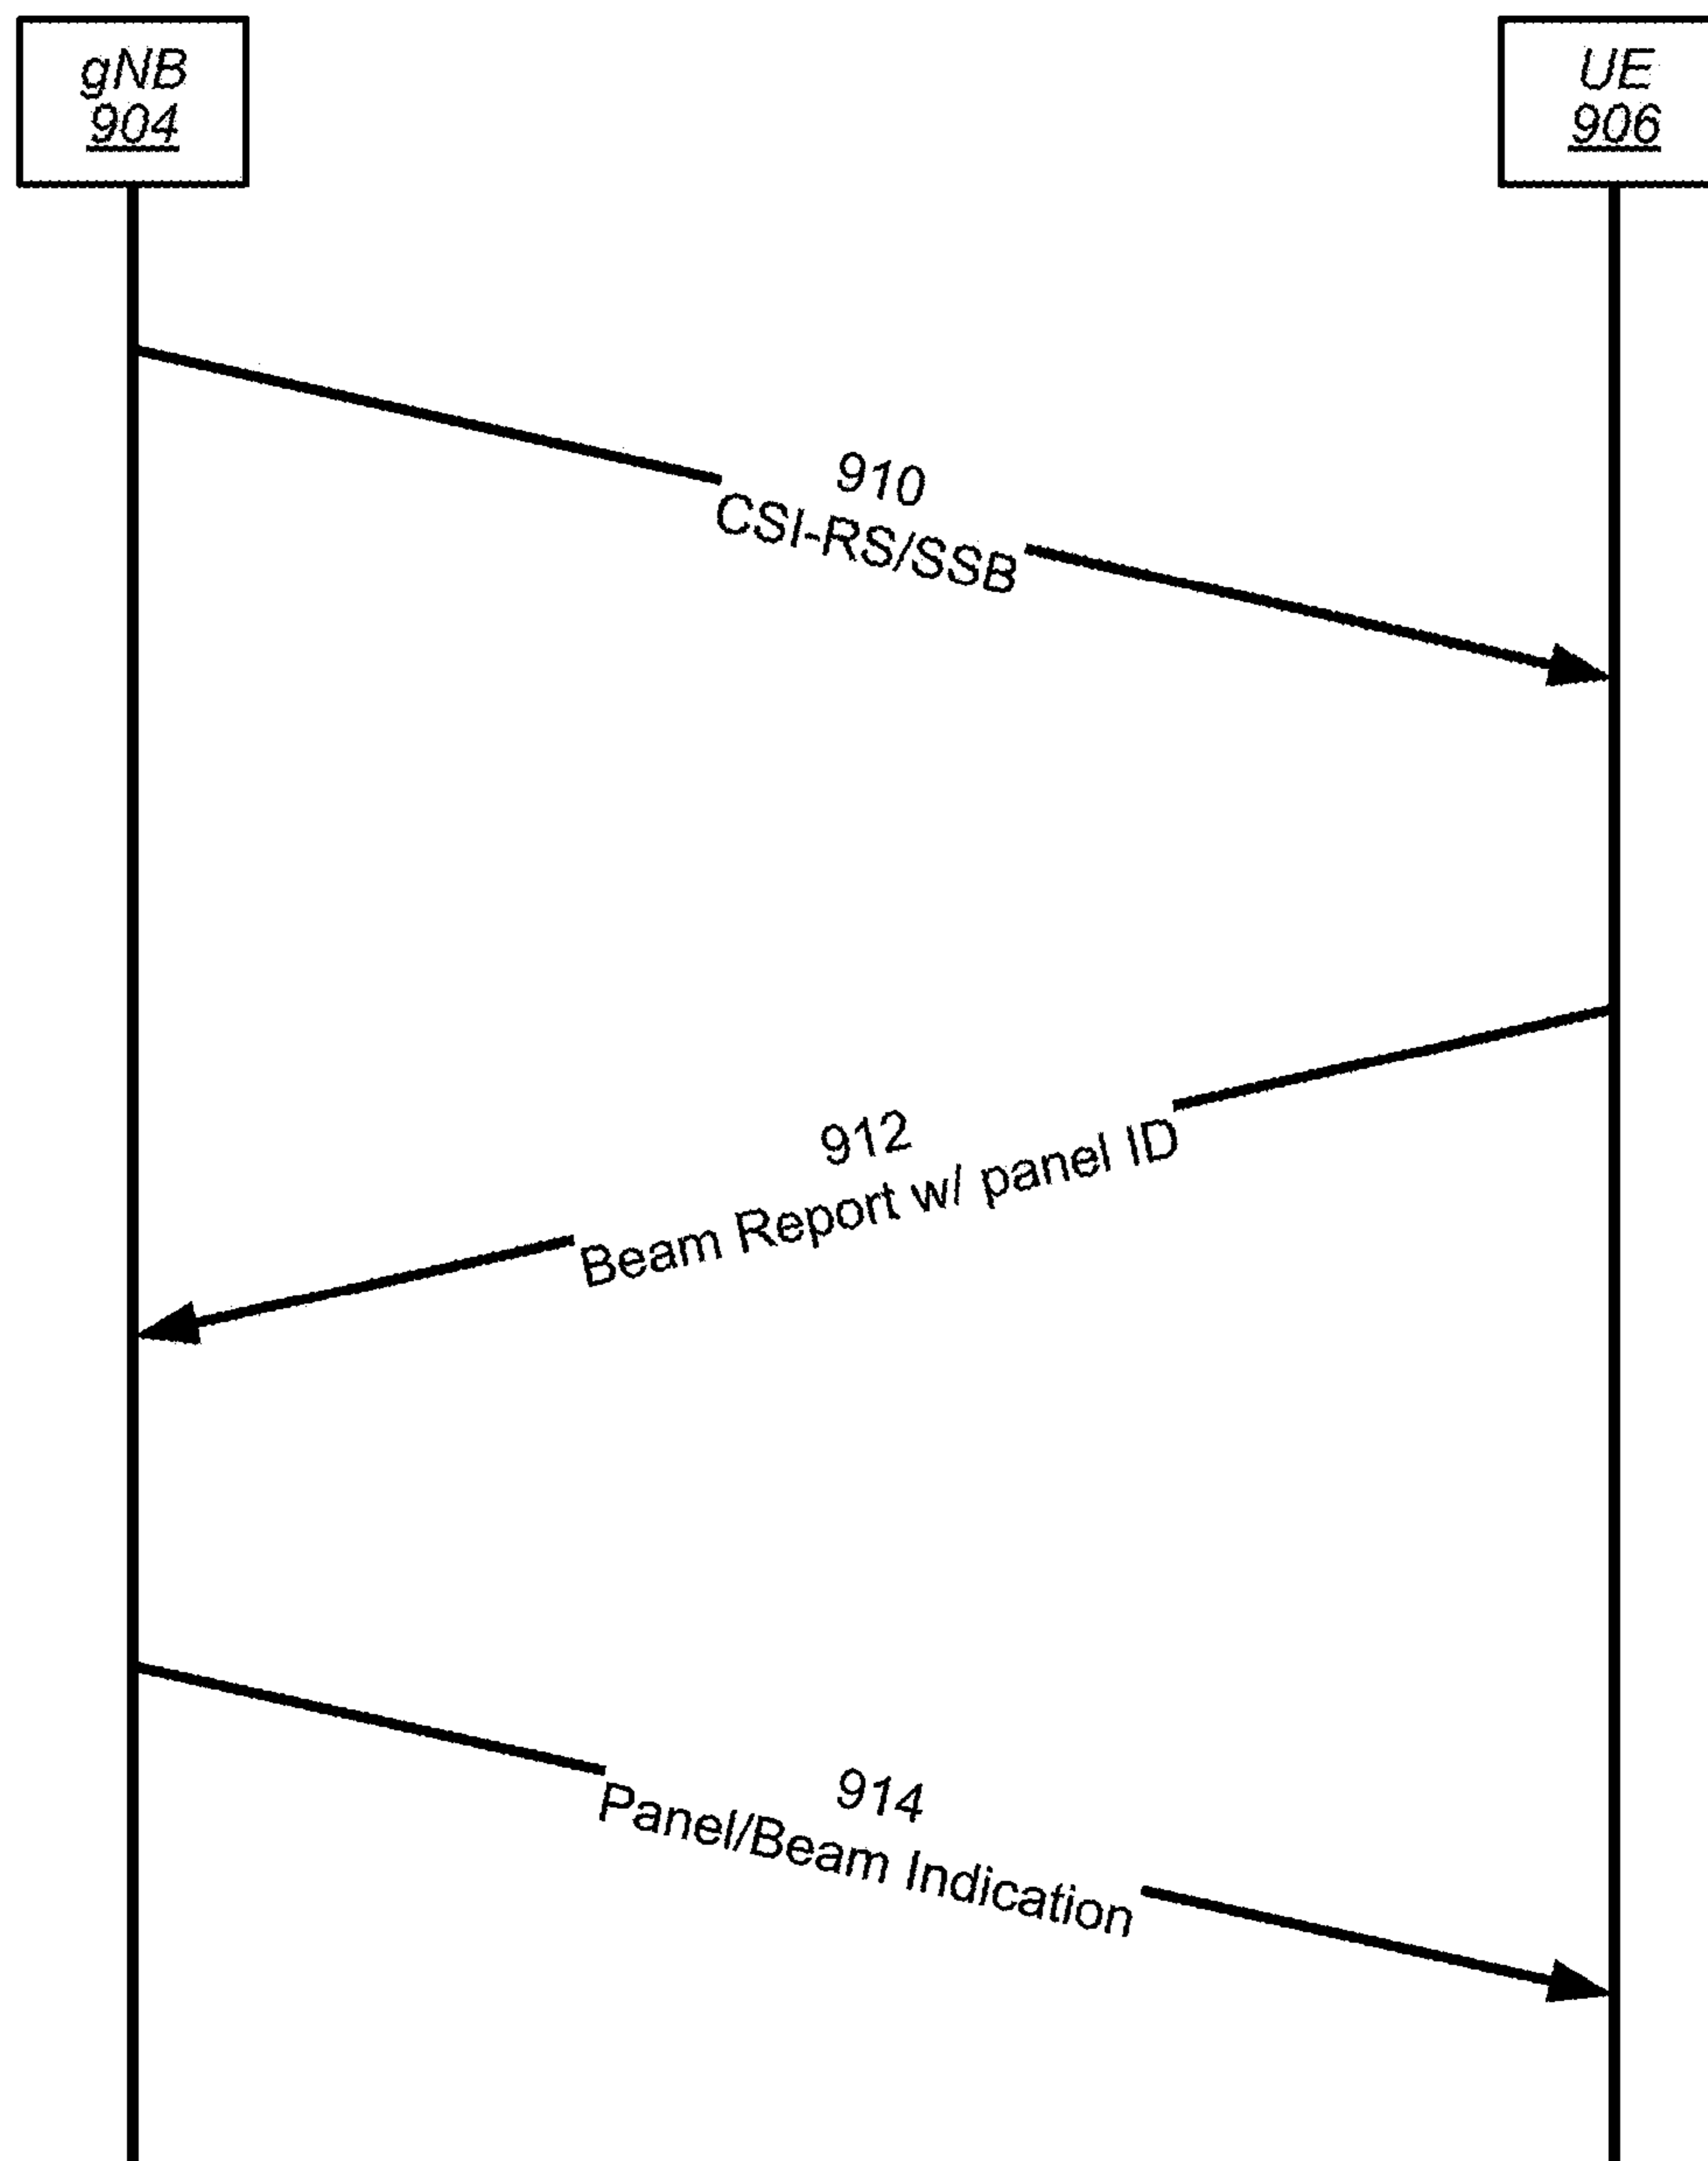 gNB
904
UE
906
910
CSI-RS/SSB
912
Beam Report w/ panel ID
914
Panel/Beam Indication